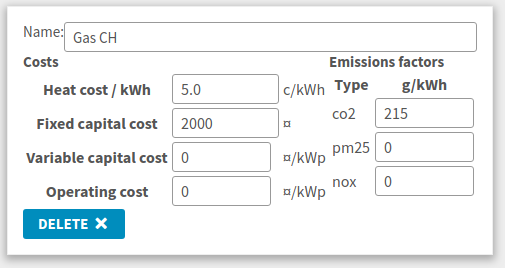 Name: Gas CH
Costs
Heat cost / kWh 5.0 c/kWh
Fixed capital cost 2000 ¤
Variable capital cost 0 ¤/kWp
Operating cost 0 ¤/kWp
Emissions factors
Type g/kWh
co2 215
pm25 0
nox 0
DELETE ✕